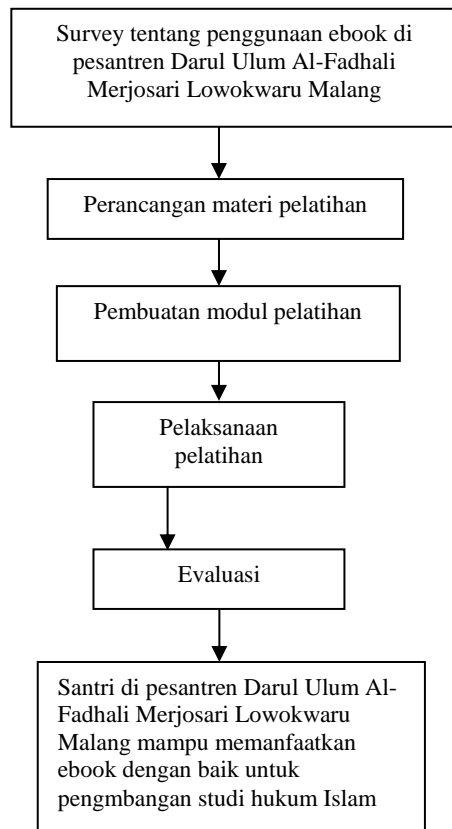 Survey tentang penggunaan ebook di
pesantren Darul Ulum Al-Fadhali
Merjosari Lowokwaru Malang
Perancangan materi pelatihan
Pembuatan modul pelatihan
Pelaksanaan
pelatihan
Evaluasi
Santri di pesantren Darul Ulum Al-
Fadhali Merjosari Lowokwaru
Malang mampu memanfaatkan
ebook dengan baik untuk
pengmbangan studi hukum Islam